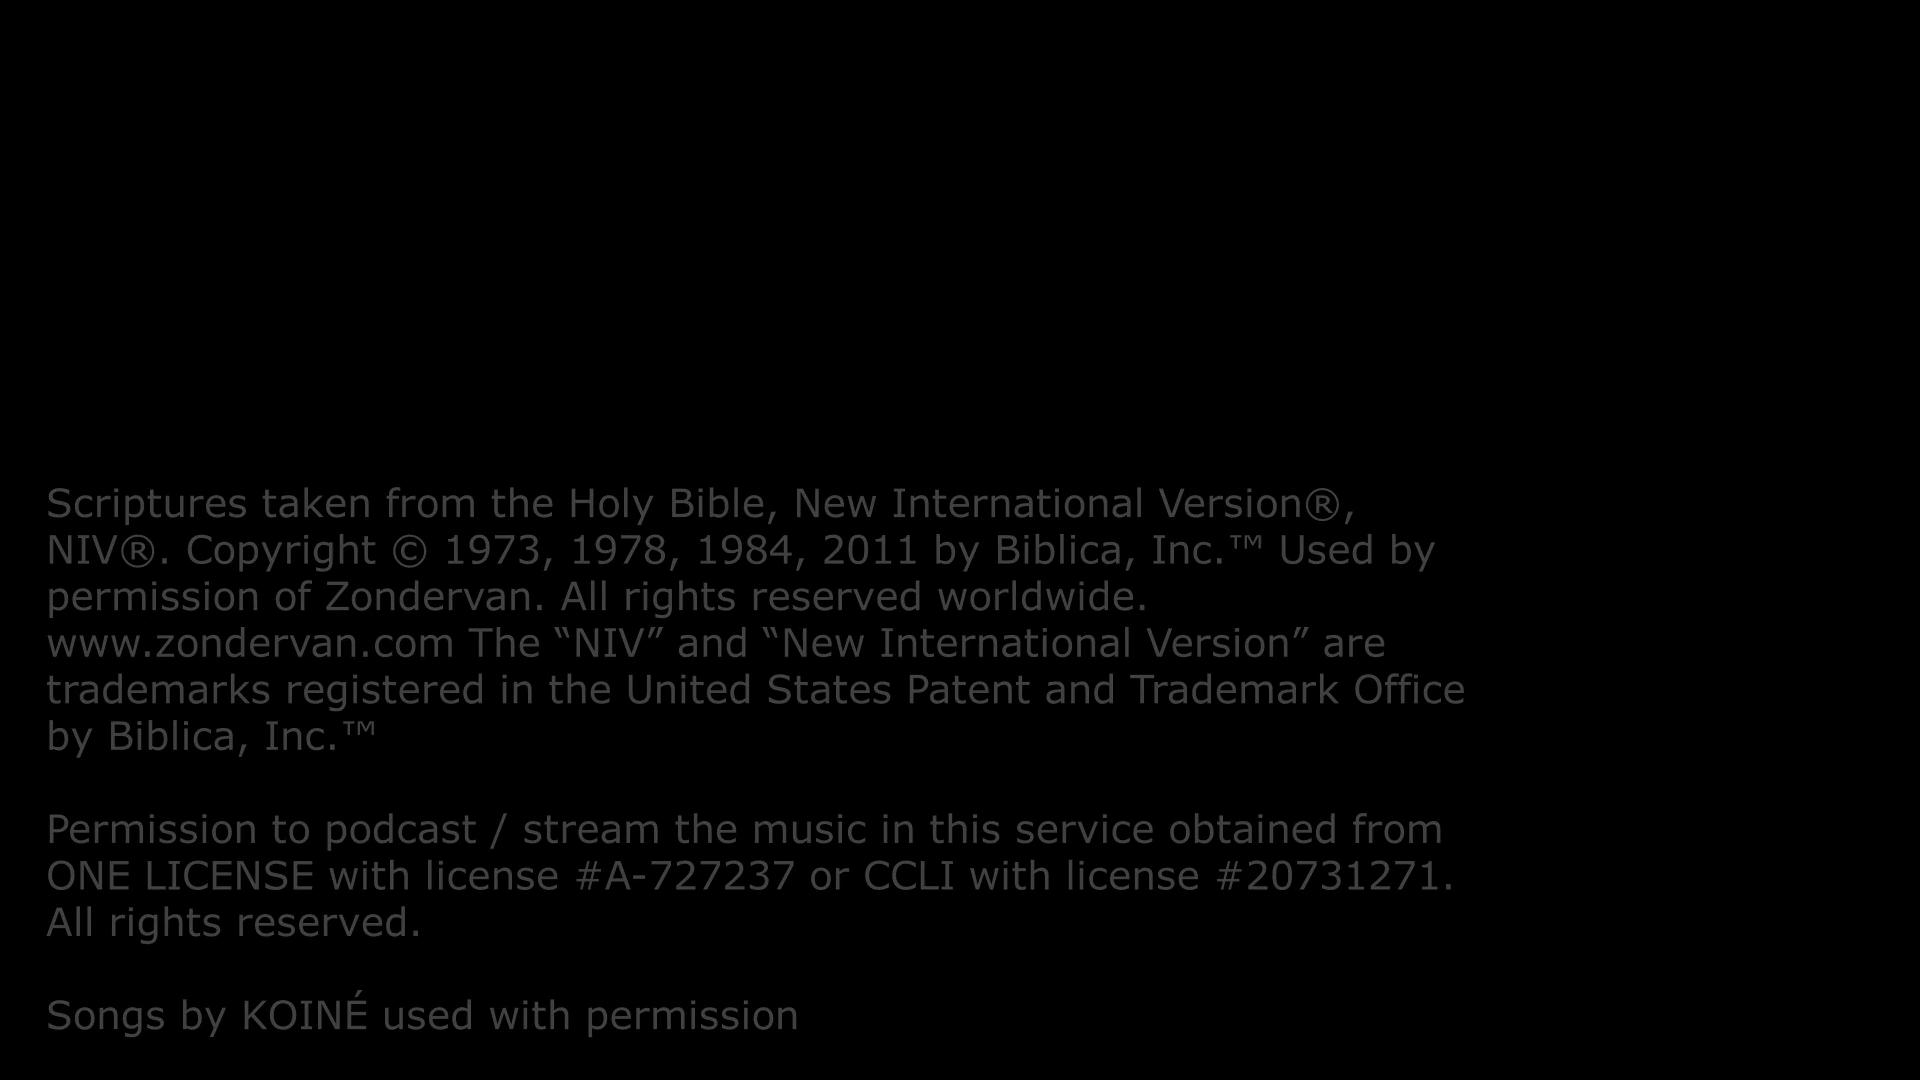 Scriptures taken from the Holy Bible, New International Version®,
NIV®. Copyright © 1973, 1978, 1984, 2011 by Biblica, Inc.™ Used by
permission of Zondervan. All rights reserved worldwide.
www.zondervan.com The “NIV” and “New International Version” are
trademarks registered in the United States Patent and Trademark Office
by Biblica, Inc.™
Permission to podcast / stream the music in this service obtained from
ONE LICENSE with license #A-727237 or CCLI with license #20731271.
All rights reserved.
Songs by KOINÉ used with permission